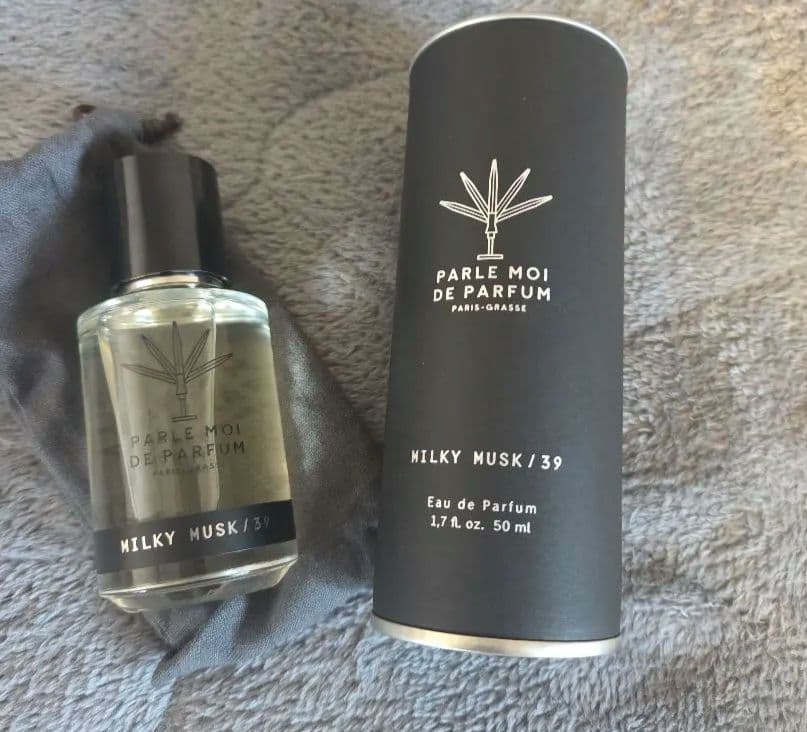 PARLE MOI
DE PARFUM
PARIS-GRASSE
MILKY MUSK/39
PARLE MOI
DE PARFUM
PARIS-GRASSE
MILKY MUSK/39
Eau de Parfum
1,7 fl. oz. 50 ml